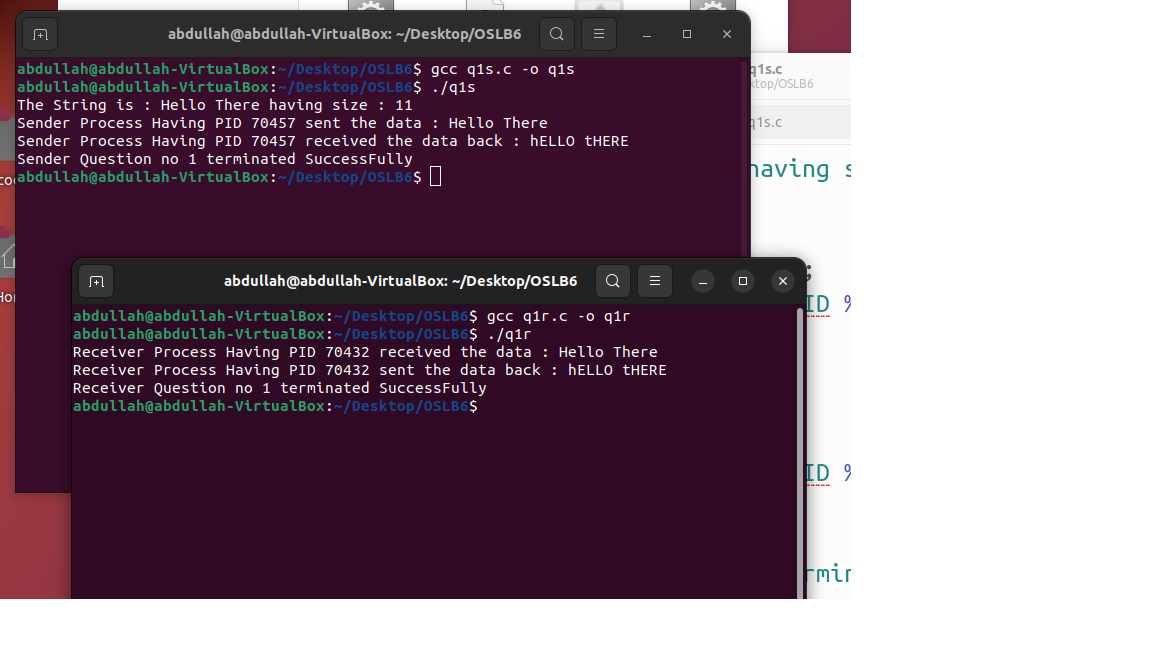 abdullah@abdullah-VirtualBox: ~/Desktop/OSLB6
abdullah@abdullah-VirtualBox:~/Desktop/OSLB6$ gcc q1s.c -o q1s
abdullah@abdullah-VirtualBox:~/Desktop/OSLB6$ ./q1s
The String is : Hello There having size : 11
Sender Process Having PID 70457 sent the data : Hello There
Sender Process Having PID 70457 received the data back : hELLO tHERE
Sender Question no 1 terminated SuccessFully
abdullah@abdullah-VirtualBox:~/Desktop/OSLB6$
abdullah@abdullah-VirtualBox: ~/Desktop/OSLB6
abdullah@abdullah-VirtualBox:~/Desktop/OSLB6$ gcc q1r.c -o q1r
abdullah@abdullah-VirtualBox:~/Desktop/OSLB6$ ./q1r
Receiver Process Having PID 70432 received the data : Hello There
Receiver Process Having PID 70432 sent the data back : hELLO tHERE
Receiver Question no 1 terminated SuccessFully
abdullah@abdullah-VirtualBox:~/Desktop/OSLB6$
q1s.c
ktop/OSLB6
q1s.c
having s
;
ID %
ID %
rmin